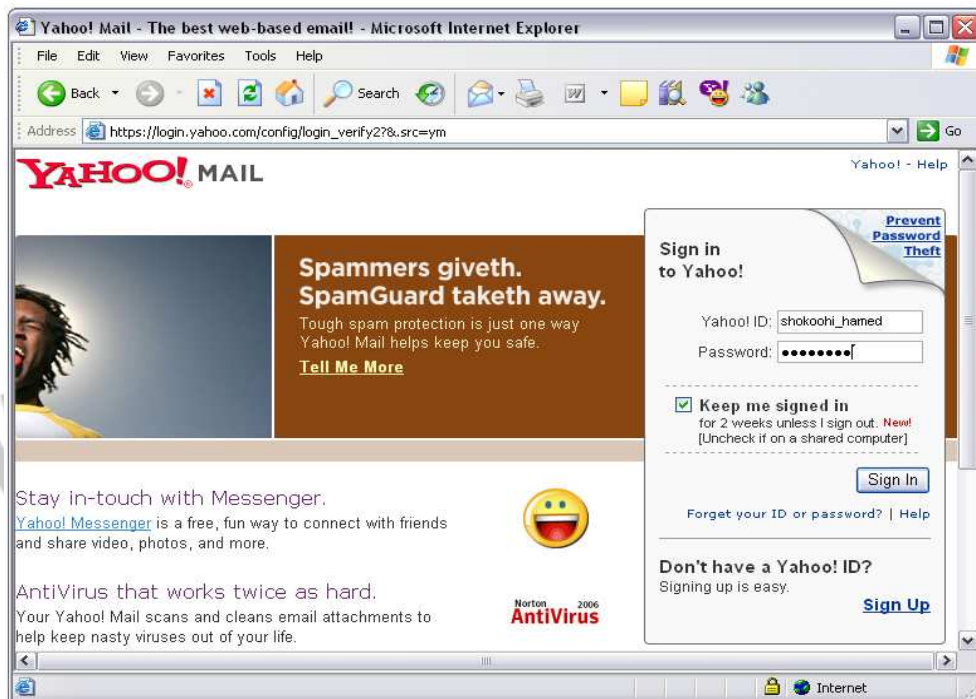 Yahoo! Mail - The best web-based email! - Microsoft Internet Explorer
File Edit View Favorites Tools Help
Back Search
Address https://login.yahoo.com/config/login_verify2?&.src=ym Go
YAHOO! MAIL
Yahoo! - Help
Spammers giveth.
SpamGuard taketh away.
Tough spam protection is just one way
Yahoo! Mail helps keep you safe.
Tell Me More
Prevent
Password
Theft
Sign in
to Yahoo!
Yahoo! ID: shokoohi_hamed
Password: ••••••••
Keep me signed in
for 2 weeks unless I sign out. New!
[Uncheck if on a shared computer]
Sign In
Forget your ID or password? | Help
Don't have a Yahoo! ID?
Signing up is easy.
Sign Up
Stay in-touch with Messenger.
Yahoo! Messenger is a free, fun way to connect with friends
and share video, photos, and more.
AntiVirus that works twice as hard.
Your Yahoo! Mail scans and cleans email attachments to
help keep nasty viruses out of your life.
Norton 2006
AntiVirus
Internet